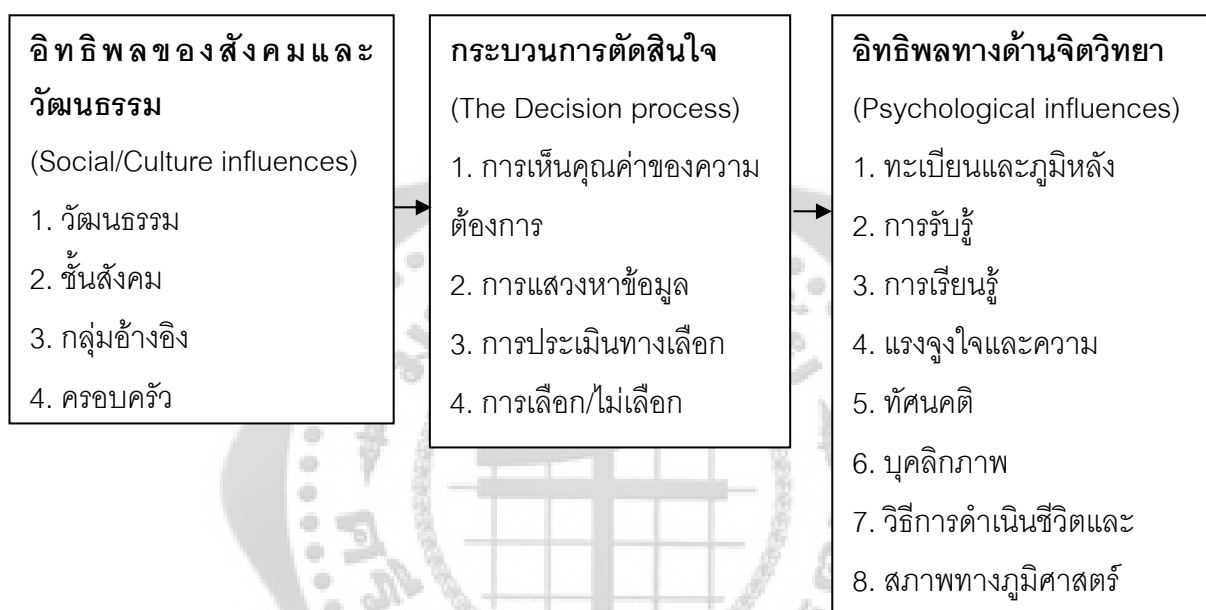 อิทธิพลของสังคมและ
วัฒนธรรม
(Social/Culture influences)
1. วัฒนธรรม
2. ชั้นสังคม
3. กลุ่มอ้างอิง
4. ครอบครัว
กระบวนการตัดสินใจ
(The Decision process)
1. การเห็นคุณค่าของความ
ต้องการ
2. การแสวงหาข้อมูล
3. การประเมินทางเลือก
4. การเลือก/ไม่เลือก
อิทธิพลทางด้านจิตวิทยา
(Psychological influences)
1. ทะเบียนและภูมิหลัง
2. การรับรู้
3. การเรียนรู้
4. แรงจูงใจและความ
5. ทัศนคติ
6. บุคลิกภาพ
7. วิธีการดำเนินชีวิตและ
8. สภาพทางภูมิศาสตร์